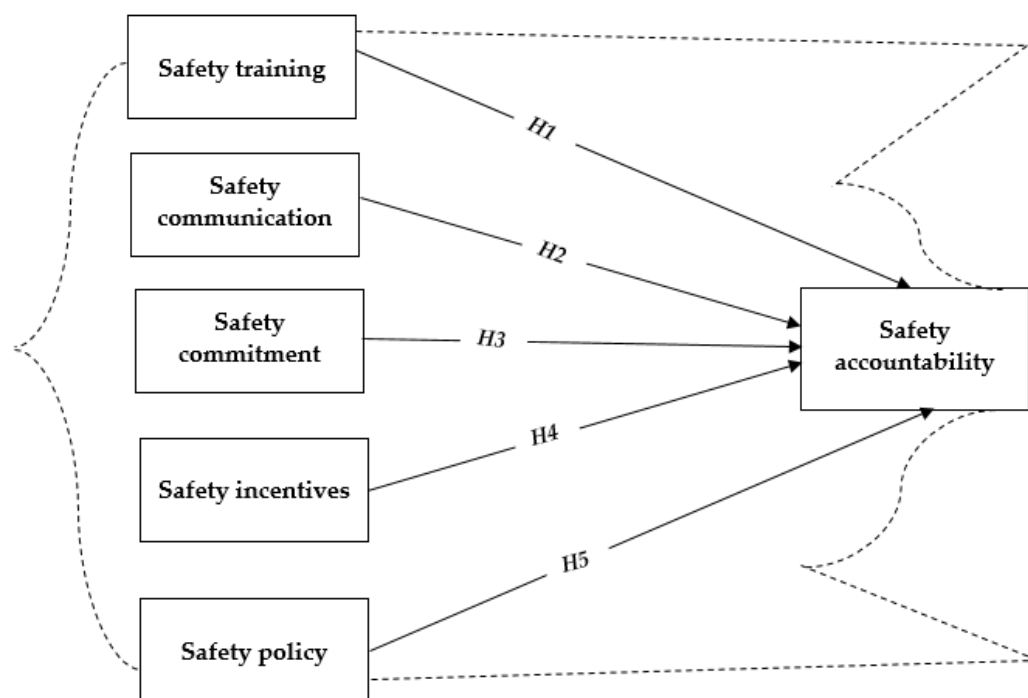 Safety training
H1
Safety
communication
H2
Safety
commitment
H3
Safety
accountability
Safety incentives
H4
Safety policy
H5